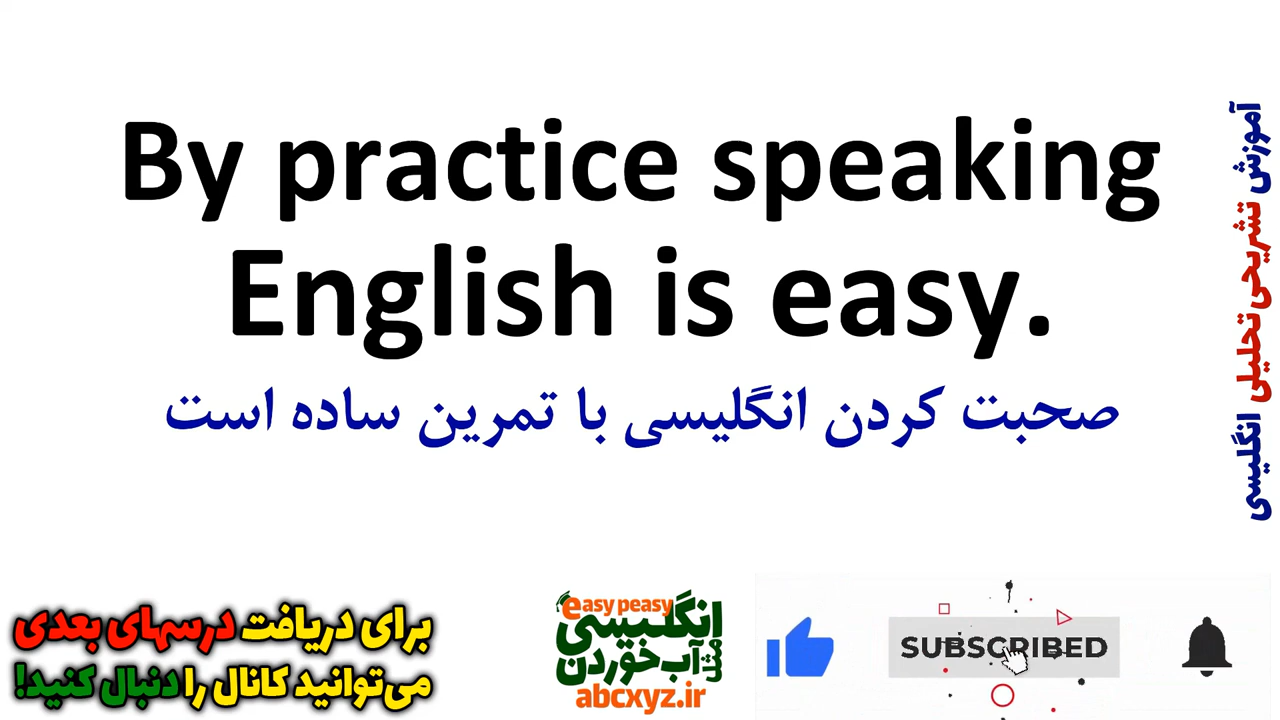 By practice speaking
English is easy.
صحبت کردن انگلیسی با تمرین ساده است
آموزش تشریحی تحلیلی انگلیسی
برای دریافت درسهای بعدی
می‌توانید کانال را دنبال کنید!
easy peasy
انگلیسی
مثل
آب خوردن
abcxyz.ir
SUBSCRIBED